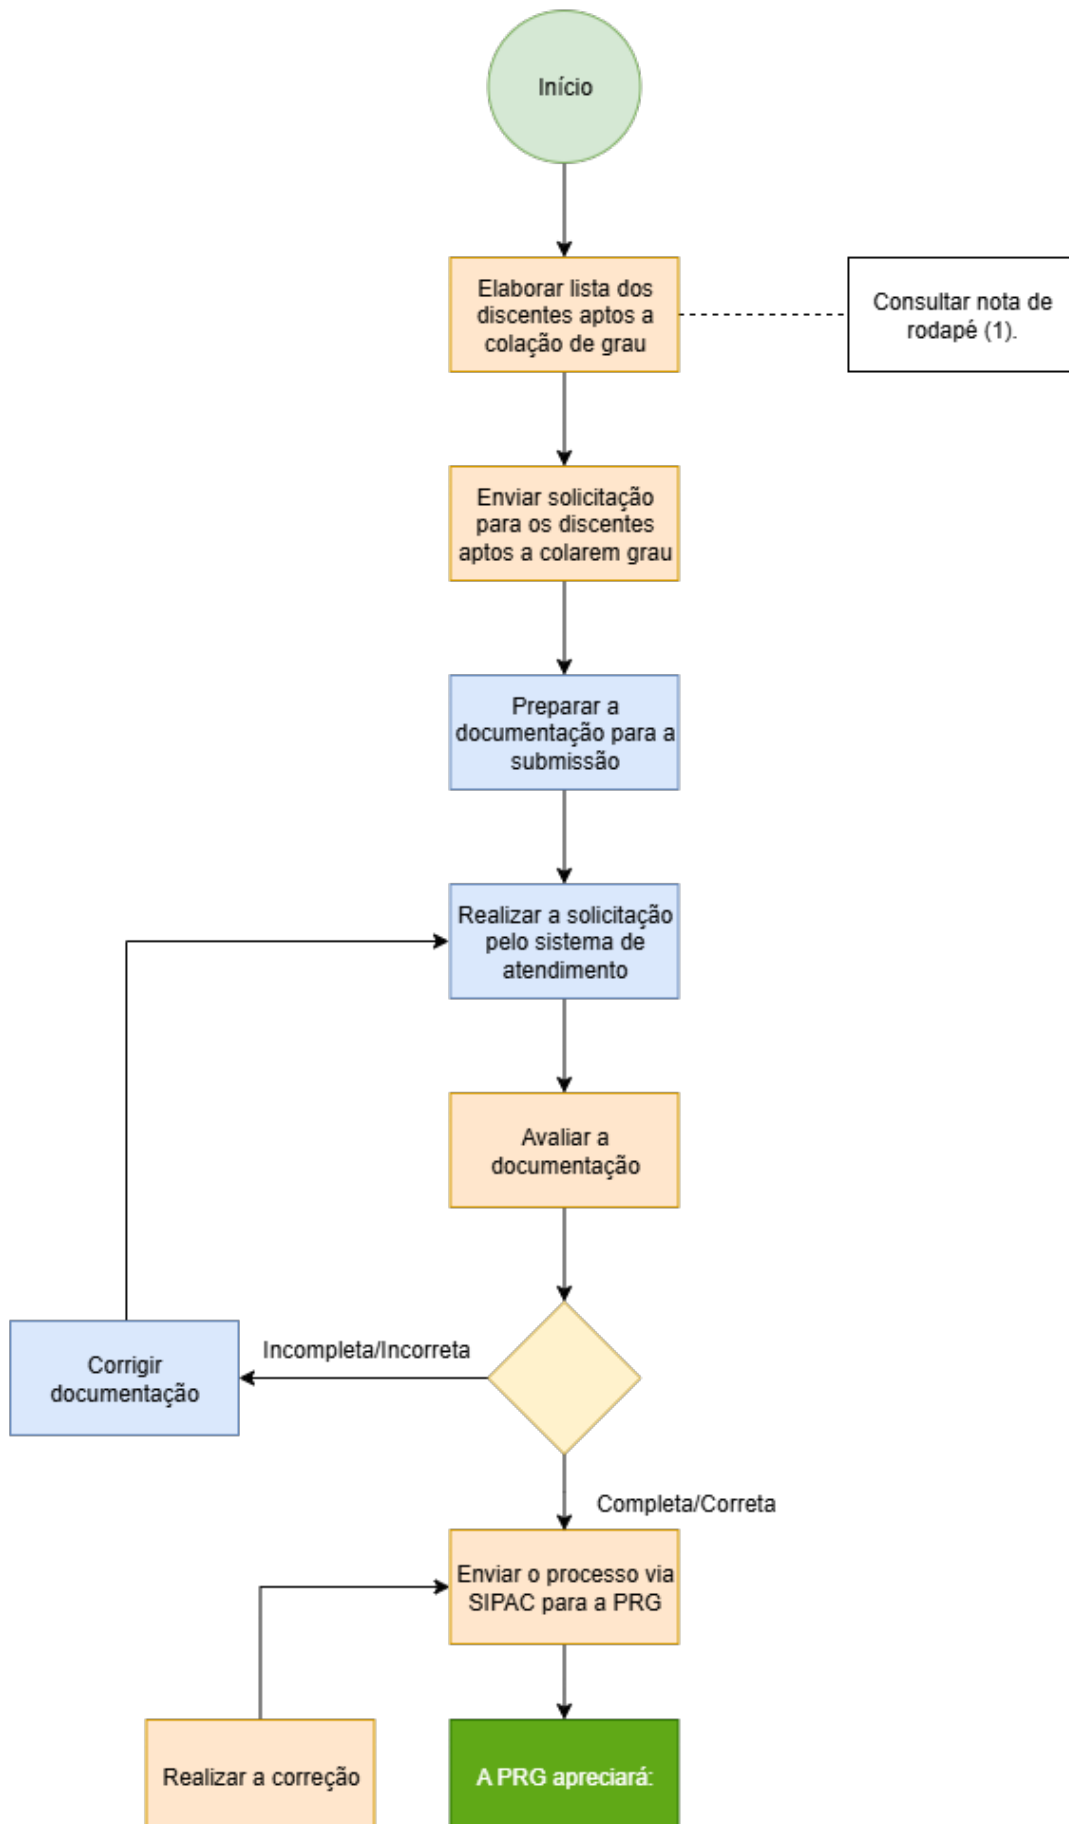 Início
Elaborar lista dos
discentes aptos a
colação de grau
Consultar nota de
rodapé (1).
Enviar solicitação
para os discentes
aptos a colarem grau
Preparar a
documentação para a
submissão
Realizar a solicitação
pelo sistema de
atendimento
Avaliar a
documentação
Incompleta/Incorreta
Corrigir
documentação
Completa/Correta
Enviar o processo via
SIPAC para a PRG
Realizar a correção
A PRG apreciará: